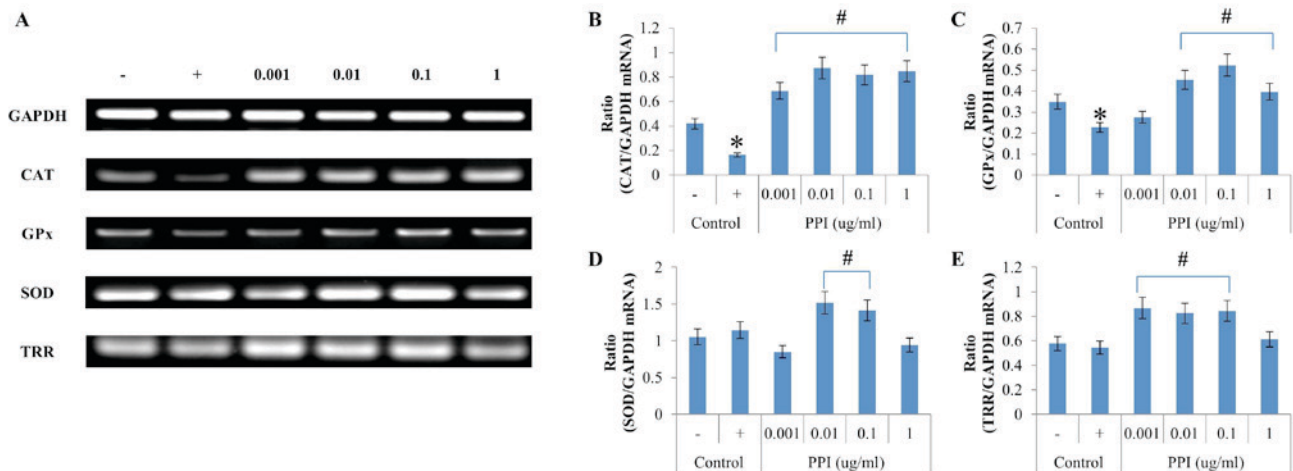 A
- + 0.001 0.01 0.1 1
GAPDH
CAT
GPx
SOD
TRR
B
#
Ratio
(CAT/GAPDH mRNA)
1.2
1
0.8
0.6
0.4
0.2
0
*
- + 0.001 0.01 0.1 1
Control PPI (ug/ml)
C
#
Ratio
(GPx/GAPDH mRNA)
0.7
0.6
0.5
0.4
0.3
0.2
0.1
0
*
- + 0.001 0.01 0.1 1
Control PPI (ug/ml)
D
#
Ratio
(SOD/GAPDH mRNA)
2
1.5
1
0.5
0
- + 0.001 0.01 0.1 1
Control PPI (ug/ml)
E
#
Ratio
(TRR/GAPDH mRNA)
1.2
1
0.8
0.6
0.4
0.2
0
- + 0.001 0.01 0.1 1
Control PPI (ug/ml)